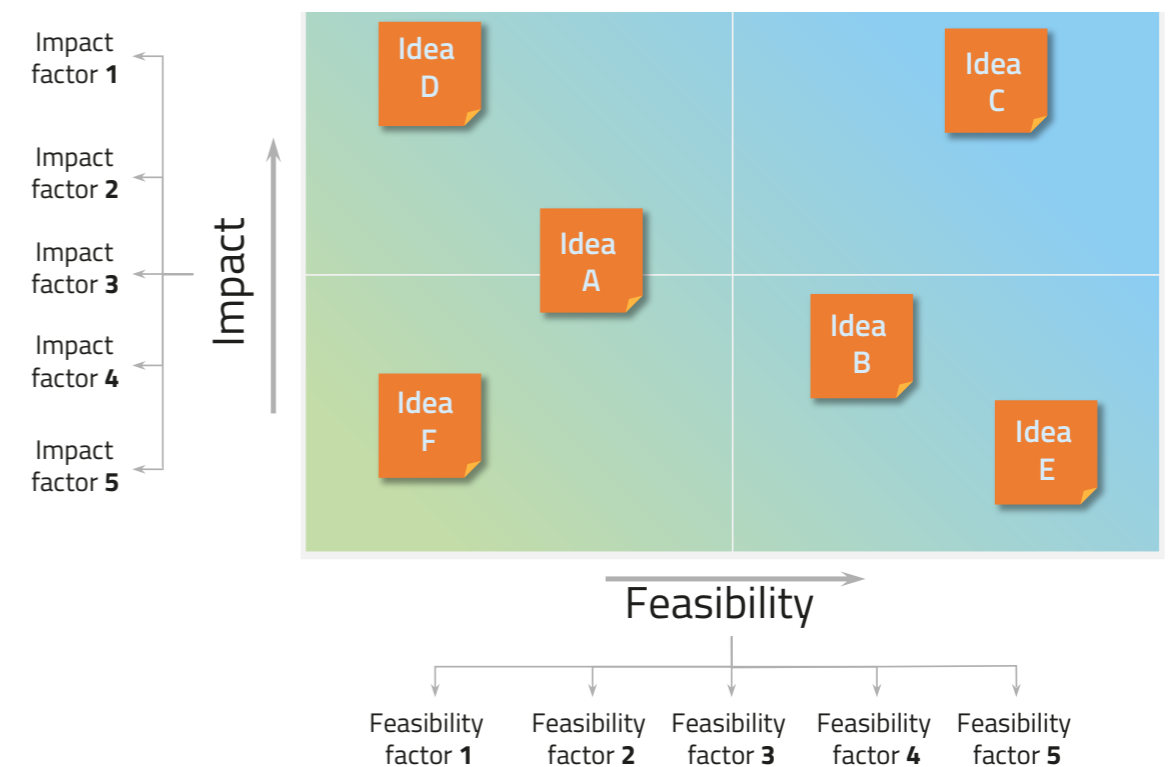 Impact
factor 1
Impact
factor 2
Impact
factor 3
Impact
factor 4
Impact
factor 5
Impact
Idea
D
Idea
C
Idea
A
Idea
B
Idea
F
Idea
E
Feasibility
Feasibility
factor 1
Feasibility
factor 2
Feasibility
factor 3
Feasibility
factor 4
Feasibility
factor 5